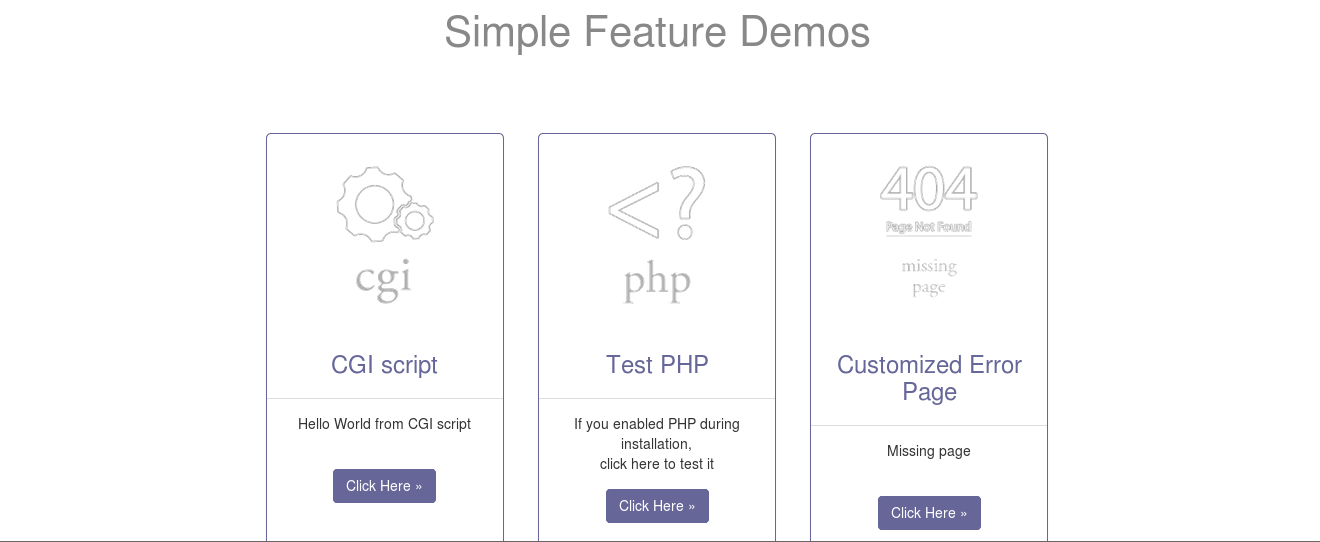 Simple Feature Demos
cgi
CGI script
Hello World from CGI script
Click Here »
<?
php
Test PHP
If you enabled PHP during
installation,
click here to test it
Click Here »
404
Page Not Found
missing
page
Customized Error
Page
Missing page
Click Here »